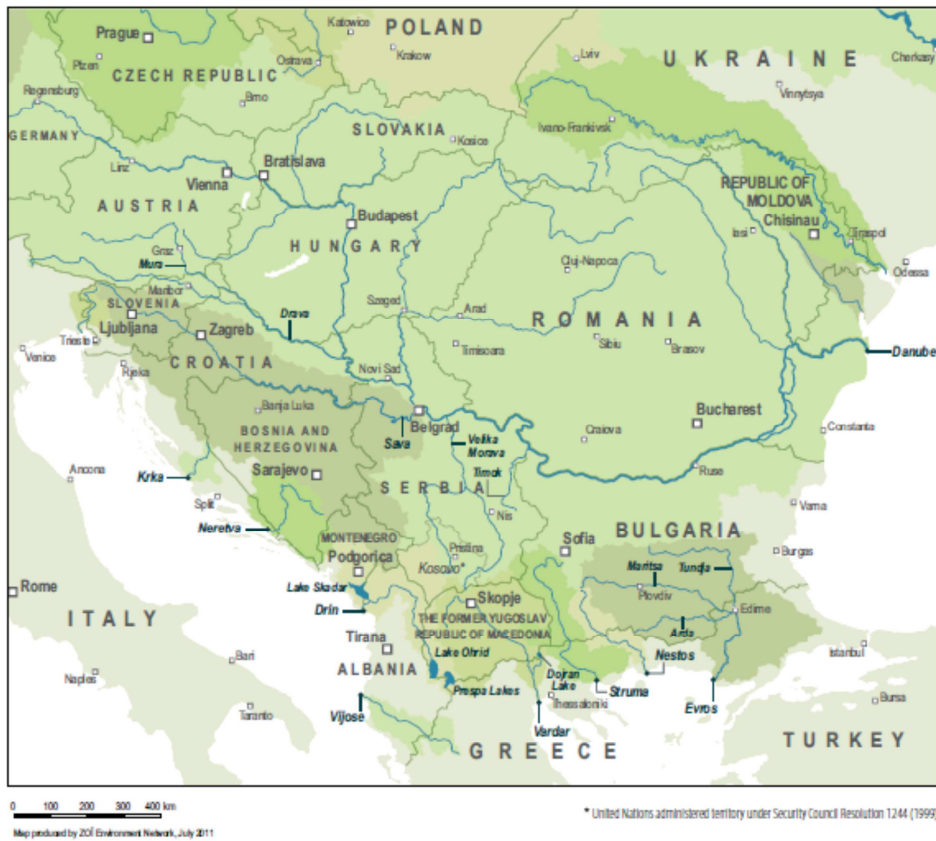 POLAND
Katowice
Prague
Krakow
Lviv
UKRAINE
Cherkasy
Plzen
Ostrava
CZECH REPUBLIC
Vinnytsya
Regensburg
Brno
Ivano-Frankivsk
GERMANY
SLOVAKIA
Kosice
Linz
Bratislava
Vienna
REPUBLIC OF
MOLDOVA
AUSTRIA
Budapest
Chisinau
Iasi
Tiraspol
HUNGARY
Graz
Mura
Cluj-Napoca
Odessa
Maribor
SLOVENIA
Szeged
Arad
Drava
ROMANIA
Ljubljana
Zagreb
Trieste
Timisoara
Sibiu
Brasov
Venice
CROATIA
Danube
Rjeka
Novi Sad
Banja Luka
Belgrad
Bucharest
BOSNIA AND
HERZEGOVINA
Sava
Velika
Morava
Craiova
Constanta
Ancona
Krka
Sarajevo
Timok
Ruse
SERBIA
Split
Nis
Varna
Neretva
BULGARIA
MONTENEGRO
Pristina
Sofia
Burgas
Podgorica
Kosovo*
Maritsa
Tundja
Rome
Lake Skadar
Plovdiv
Drin
Skopje
Edirne
ITALY
THE FORMER YUGOSLAV
REPUBLIC OF MACEDONIA
Arda
Tirana
Istanbul
Lake Ohrid
Nestos
Bari
ALBANIA
Dojran
Lake
Naples
Prespa Lakes
Struma
Thessaloniki
Bursa
Taranto
Vijose
Evros
Vardar
GREECE
TURKEY
0 100 200 300 400 km
* United Nations administered territory under Security Council Resolution 1244 (1999)
Map produced by ZOÏ Environment Network, July 2011